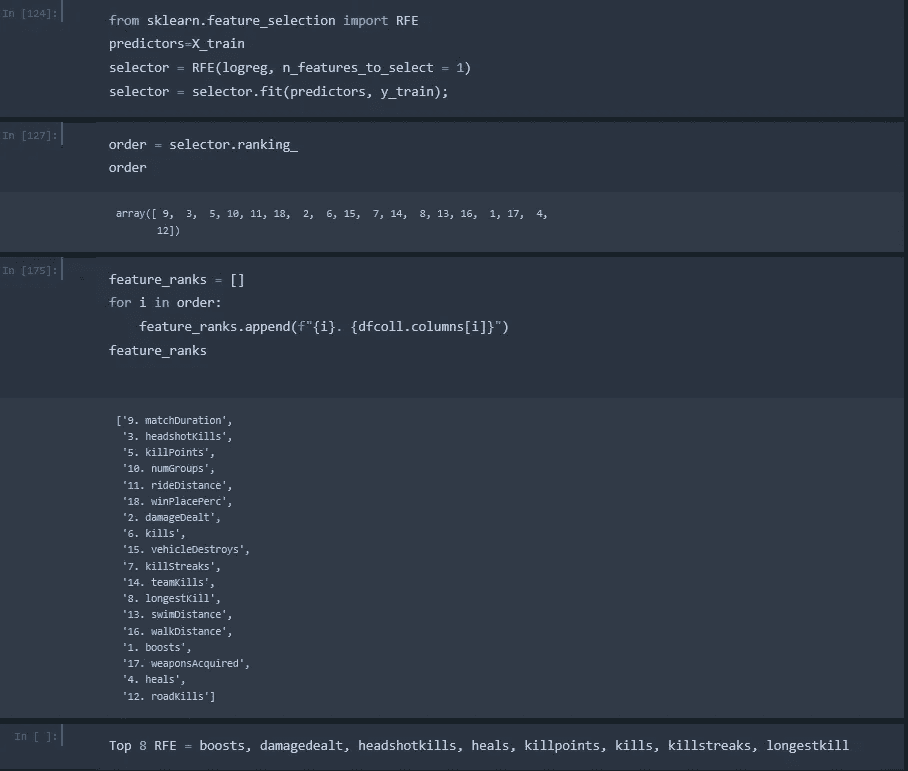 In [124]:
from sklearn.feature_selection import RFE
predictors=X_train
selector = RFE(logreg, n_features_to_select = 1)
selector = selector.fit(predictors, y_train);
In [127]:
order = selector.ranking_
order
array([ 9,  3,  5, 10, 11, 18,  2,  6, 15,  7, 14,  8, 13, 16,  1, 17,  4,
12])
In [175]:
feature_ranks = []
for i in order:
feature_ranks.append(f"{i}. {dfcoll.columns[i]}")
feature_ranks
['9. matchDuration',
'3. headshotKills',
'5. killPoints',
'10. numGroups',
'11. rideDistance',
'18. winPlacePerc',
'2. damageDealt',
'6. kills',
'15. vehicleDestroys',
'7. killStreaks',
'14. teamKills',
'8. longestKill',
'13. swimDistance',
'16. walkDistance',
'1. boosts',
'17. weaponsAcquired',
'4. heals',
'12. roadKills']
In [ ]:
Top 8 RFE = boosts, damagedealt, headshotkills, heals, killpoints, kills, killstreaks, longestkill